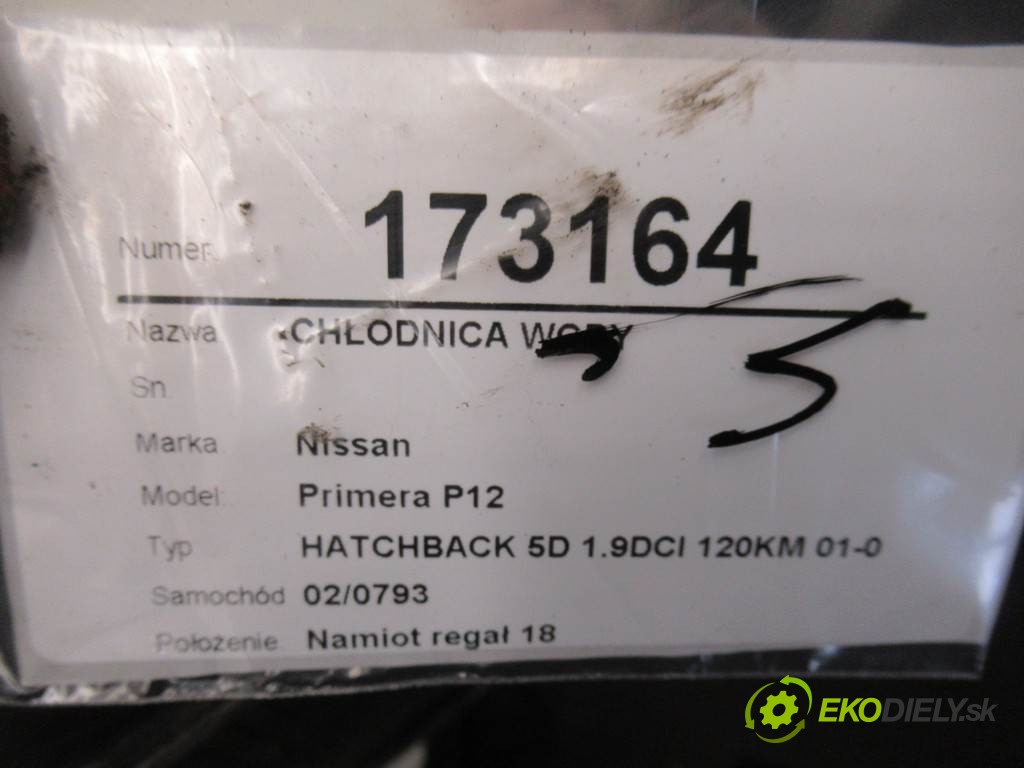 Numer 173164
Nazwa CHŁODNICA WODY
Sn.
Marka Nissan
Model: Primera P12
Typ HATCHBACK 5D 1.9DCI 120KM 01-0
Samochód 02/0793
Położenie Namiot regał 18
EKODIELY.sk